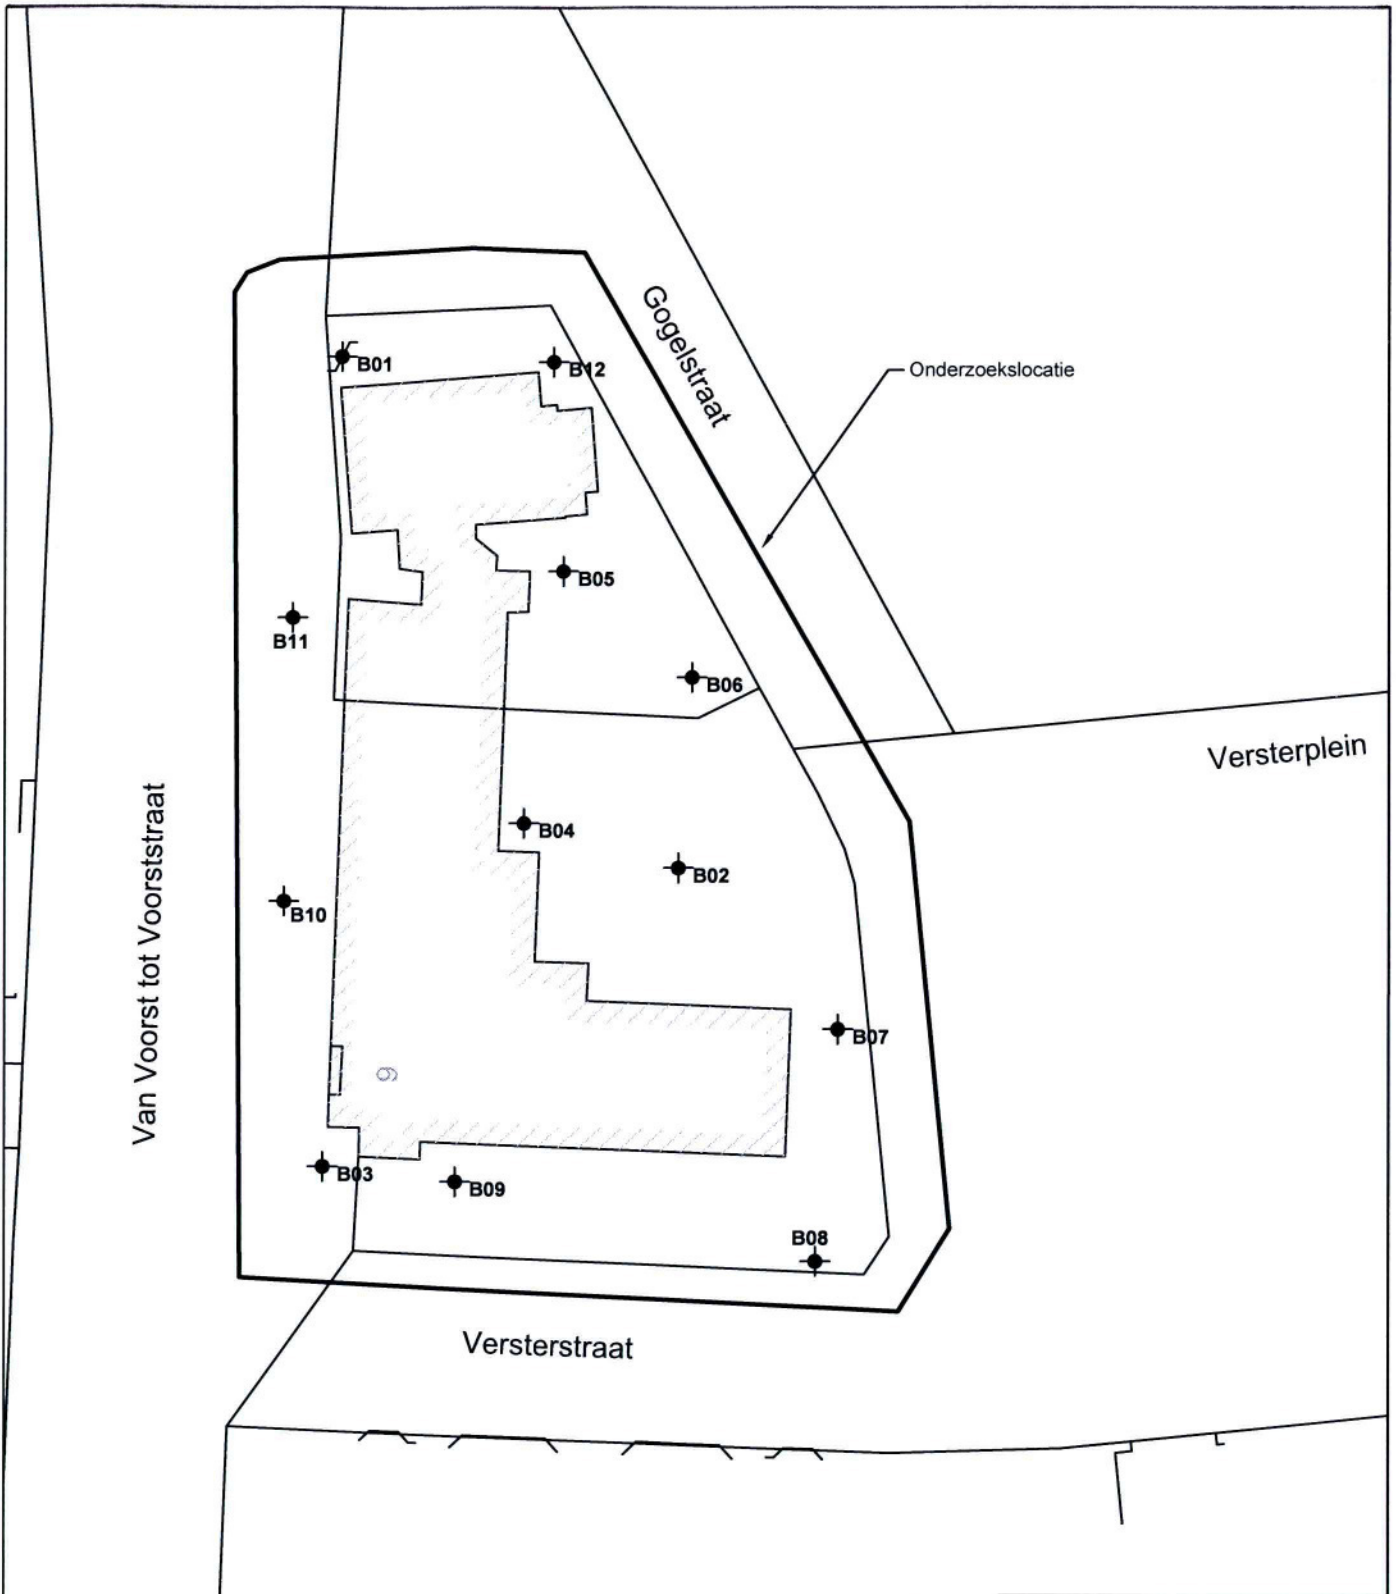 Gogelstraat
Onderzoekslocatie
B01
B12
B05
B11
B06
Versterplein
B04
B02
Van Voorst tot Voorststraat
B10
B07
9
B03
B09
B08
Versterstraat